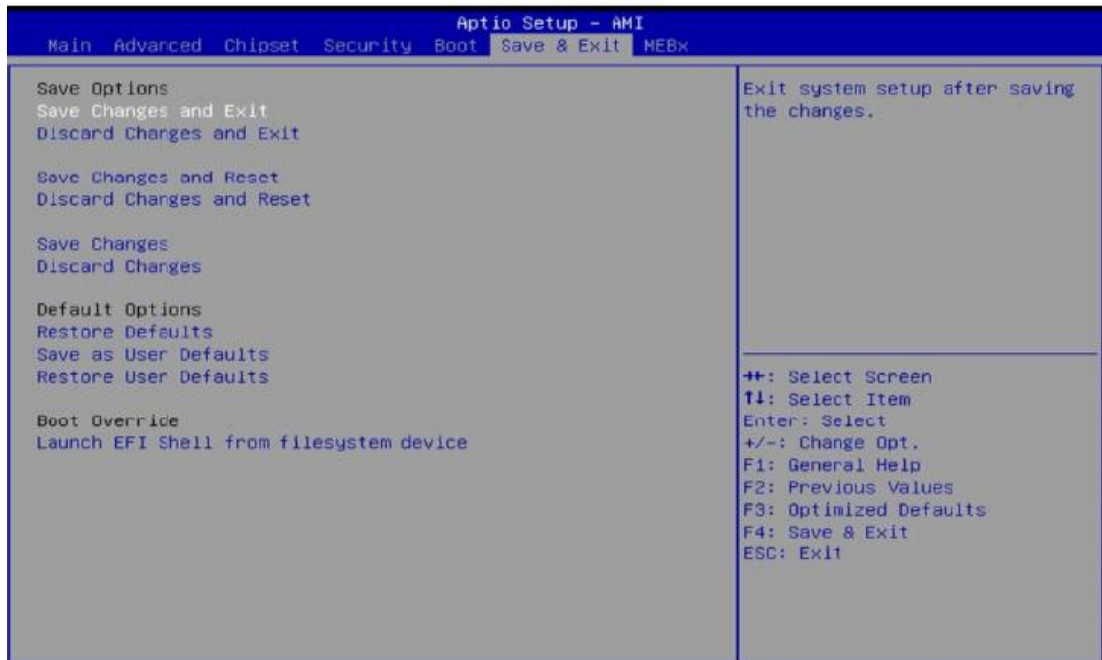 Aptio Setup - AMI
Main Advanced Chipset Security Boot Save & Exit MEBx
Save Options
Save Changes and Exit
Discard Changes and Exit
Save Changes and Reset
Discard Changes and Reset
Save Changes
Discard Changes
Default Options
Restore Defaults
Save as User Defaults
Restore User Defaults
Boot Override
Launch EFI Shell from filesystem device
Exit system setup after saving
the changes.
→←: Select Screen
↑↓: Select Item
Enter: Select
+/-: Change Opt.
F1: General Help
F2: Previous Values
F3: Optimized Defaults
F4: Save & Exit
ESC: Exit